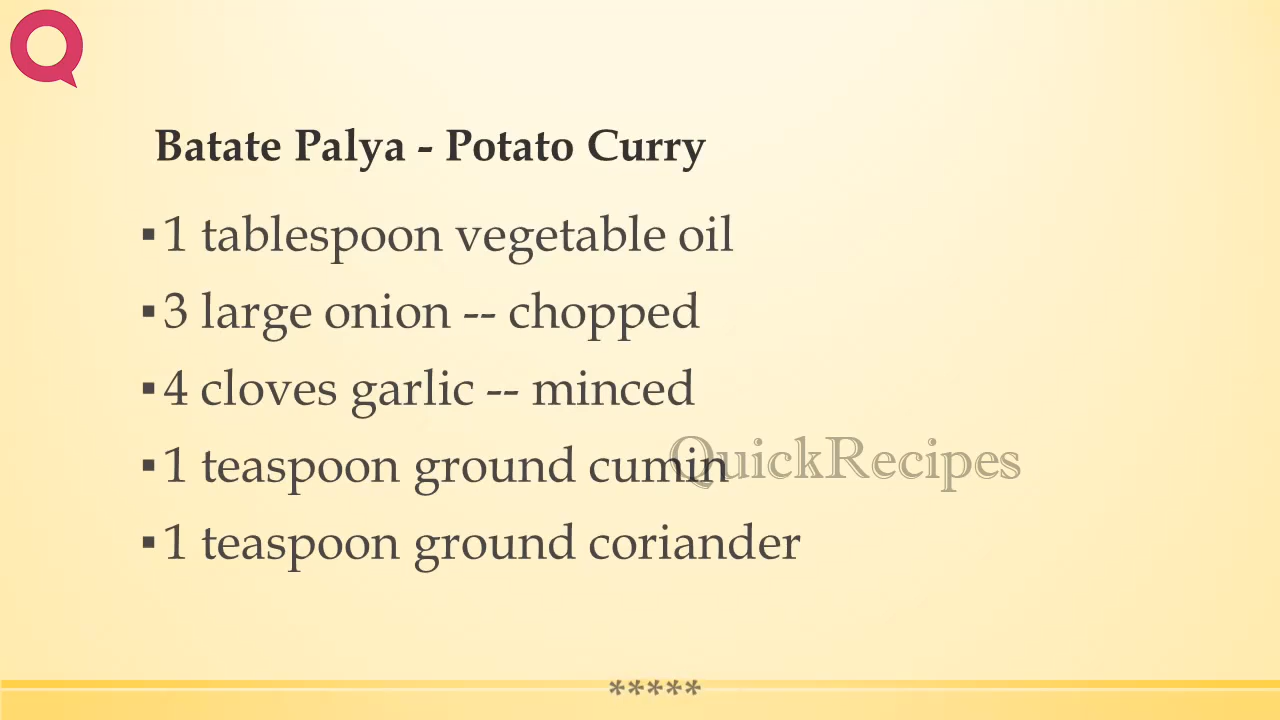 Batate Palya - Potato Curry
▪1 tablespoon vegetable oil
▪3 large onion -- chopped
▪4 cloves garlic -- minced
▪1 teaspoon ground cumin
QuickRecipes
▪1 teaspoon ground coriander
*****